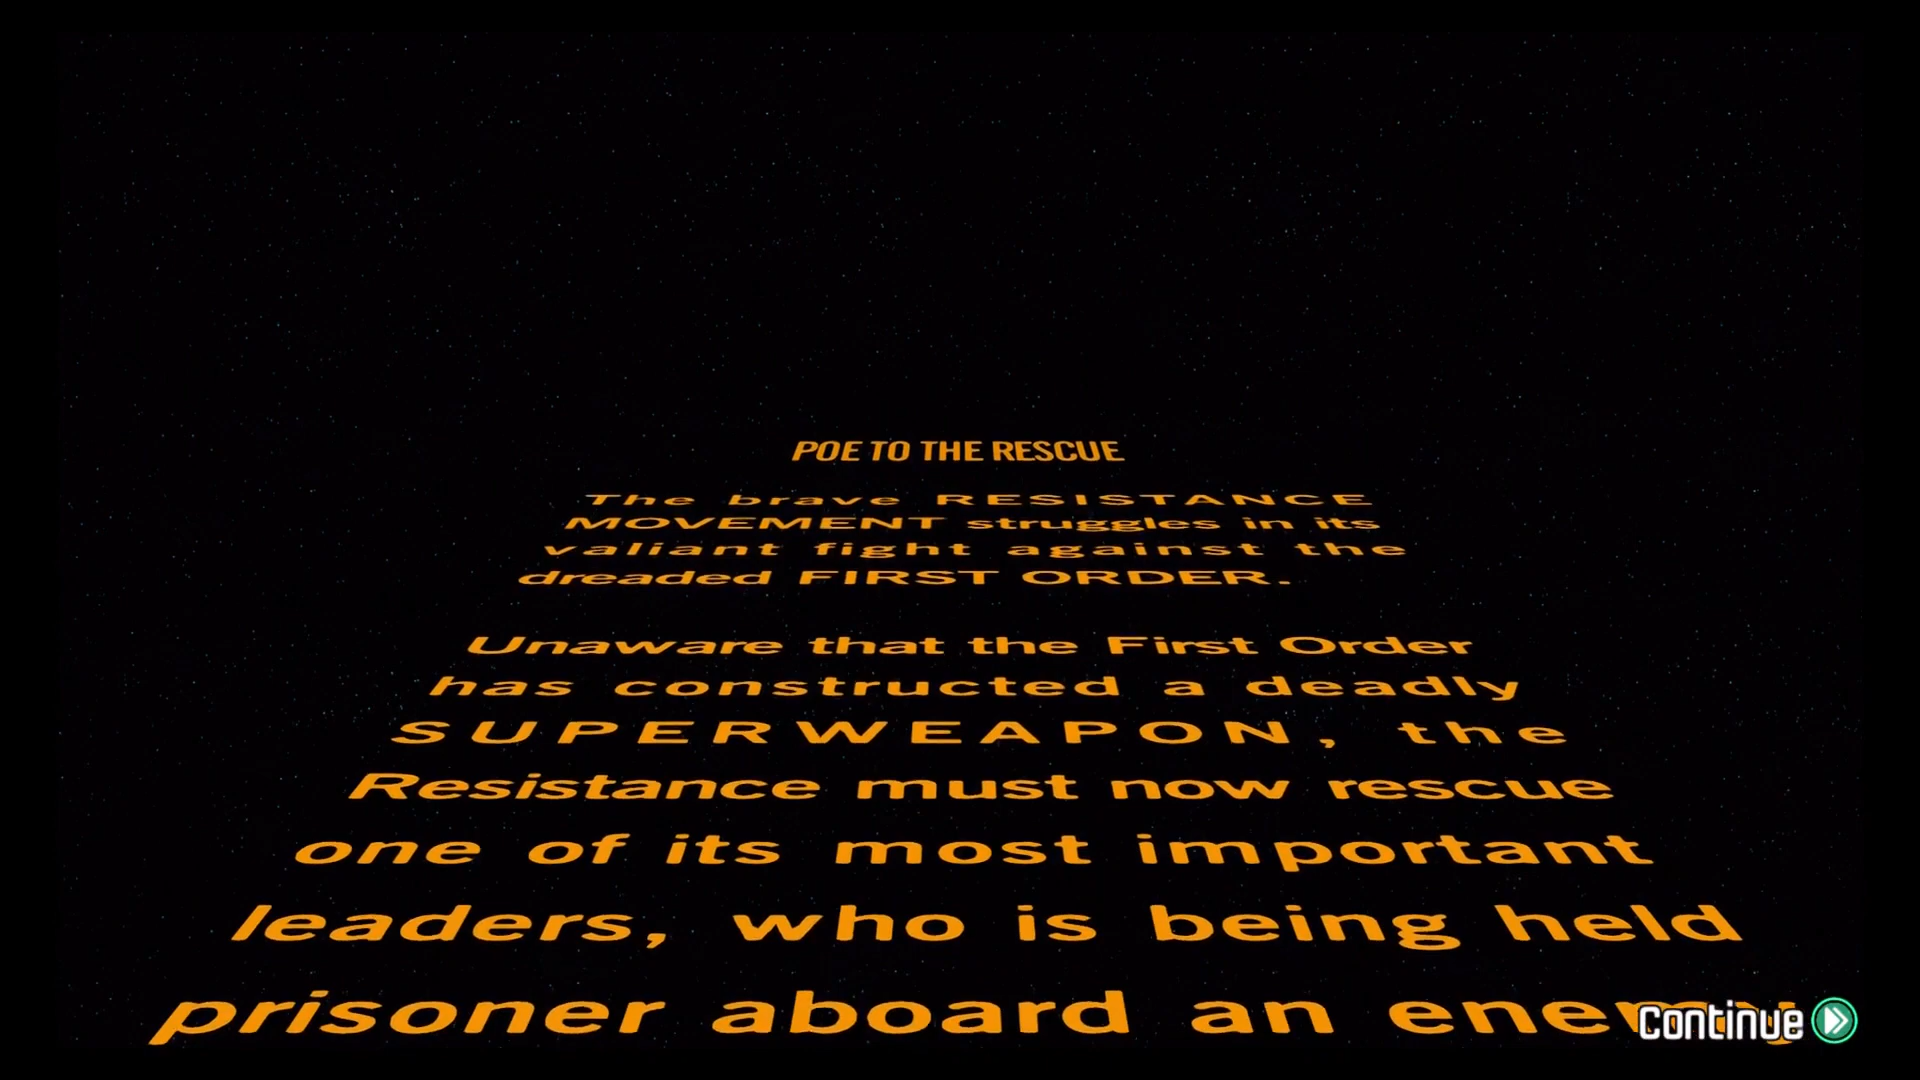 POE TO THE RESCUE
The brave RESISTANCE
MOVEMENT struggles in its
valiant fight against the
dreaded FIRST ORDER.
Unaware that the First Order
has constructed a deadly
SUPERWEAPON, the
Resistance must now rescue
one of its most important
leaders, who is being held
prisoner aboard an enemy
Continue